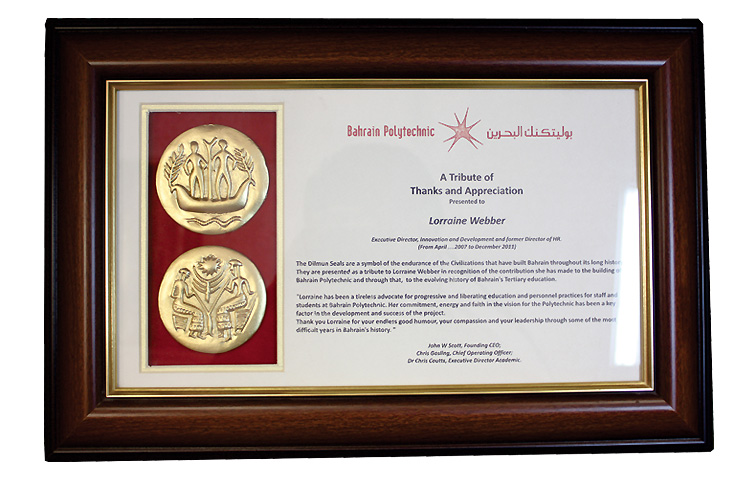 Bahrain Polytechnic بوليتكنك البحرين
A Tribute of
Thanks and Appreciation
Presented to
Lorraine Webber
Executive Director, Innovation and Development and former Director of HR.
(From April ....2007 to December 2011)
The Dilmun Seals are a symbol of the endurance of the Civilizations that have built Bahrain throughout its long histor
They are presented as a tribute to Lorraine Webber in recognition of the contribution she has made to the building o
Bahrain Polytechnic and through that, to the evolving history of Bahrain's Tertiary education.
"Lorraine has been a tireless advocate for progressive and liberating education and personnel practices for staff and
students at Bahrain Polytechnic. Her commitment, energy and faith in the vision for the Polytechnic has been a key
factor in the development and success of the project.
Thank you Lorraine for your endless good humour, your compassion and your leadership through some of the most
difficult years in Bahrain's history. "
John W Scott, Founding CEO;
Chris Gosling, Chief Operating Officer;
Dr Chris Coutts, Executive Director Academic.